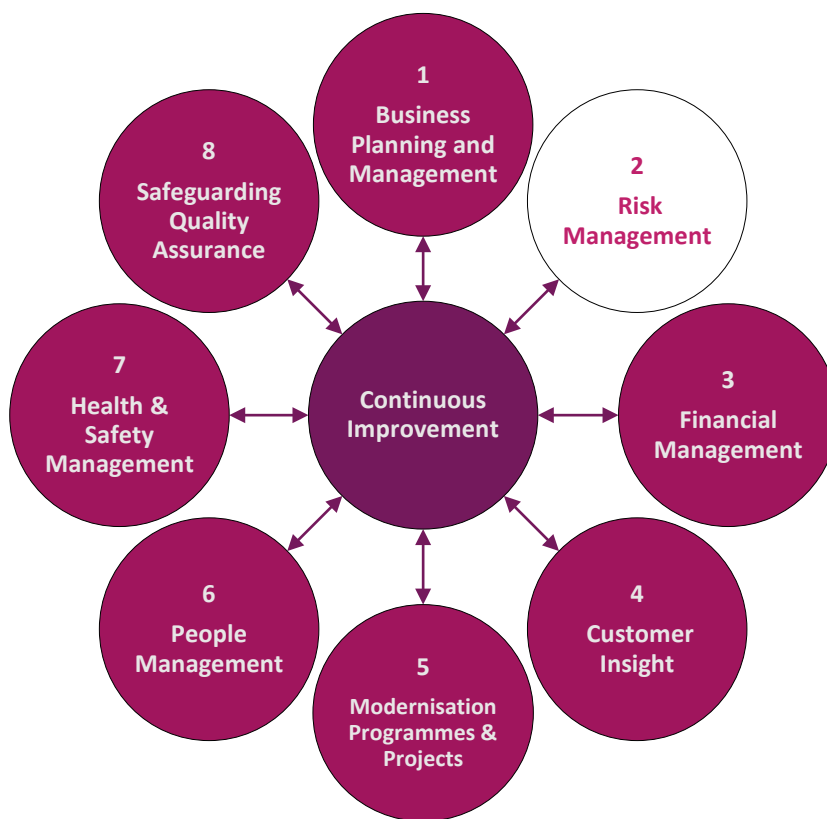 1
Business
Planning and
Management
2
Risk
Management
3
Financial
Management
4
Customer
Insight
5
Modernisation
Programmes &
Projects
6
People
Management
7
Health &
Safety
Management
8
Safeguarding
Quality
Assurance
Continuous
Improvement